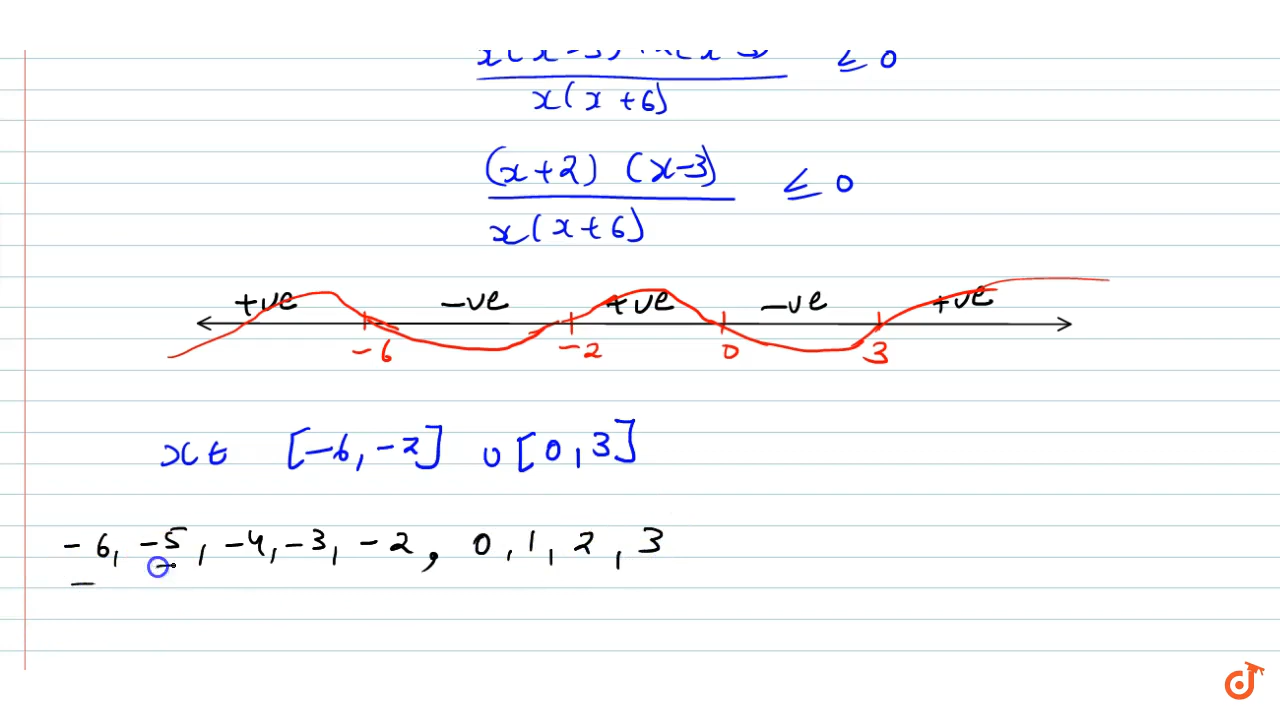 ≤ 0
x(x+6)
(x+2) (x-3) ≤ 0
x(x+6)
+ve -ve +ve -ve +ve
-6 -2 0 3
x∈ [-6,-2] ∪ [0,3]
-6, -5, -4, -3, -2, 0, 1, 2, 3